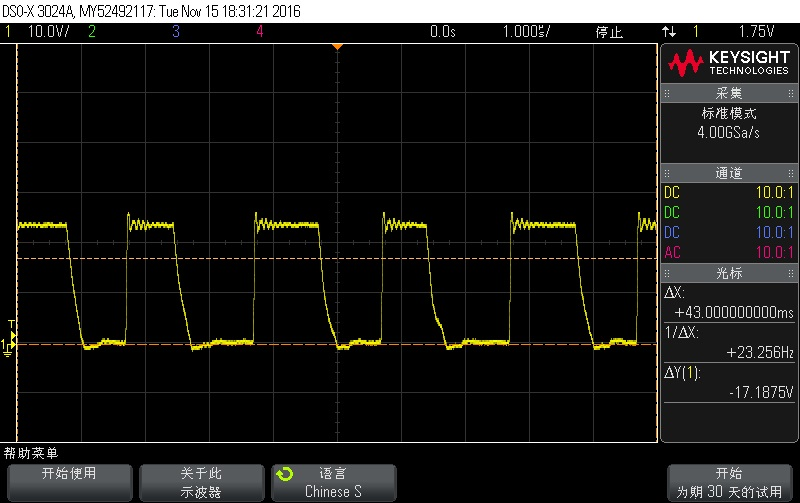 DSO-X 3024A, MY52492117: Tue Nov 15 18:31:21 2016
1 10.0V/ 2 3 4 0.0s 1.000s/ 停止 1 1.75V
KEYSIGHT
TECHNOLOGIES
采集
标准模式
4.00GSa/s
通道
DC 10.0:1
DC 10.0:1
DC 10.0:1
AC 10.0:1
光标
ΔX:
+43.000000000ms
1/ΔX:
+23.256Hz
ΔY(1):
-17.1875V
T
1
帮助菜单
开始使用
关于此
示波器
语言
Chinese S
开始
为期 30 天的试用